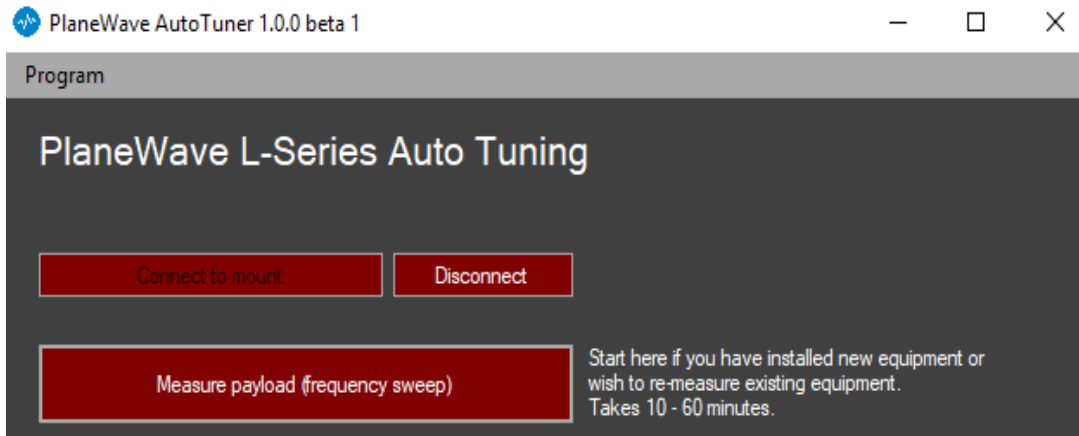 PlaneWave AutoTuner 1.0.0 beta 1
Program
PlaneWave L-Series Auto Tuning
Connect to mount
Disconnect
Measure payload (frequency sweep)
Start here if you have installed new equipment or
wish to re-measure existing equipment.
Takes 10 - 60 minutes.